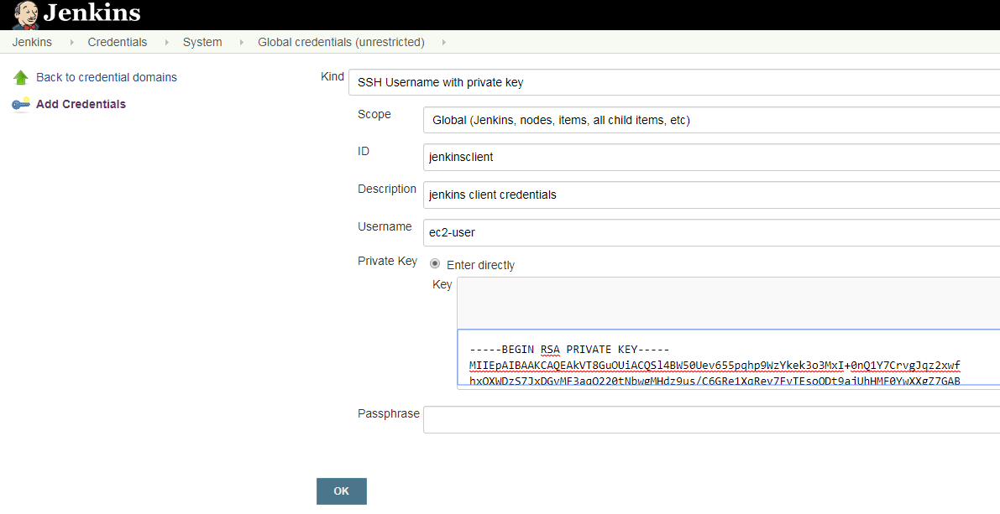 Jenkins
Jenkins Credentials System Global credentials (unrestricted)
Back to credential domains
Add Credentials
Kind SSH Username with private key
Scope Global (Jenkins, nodes, items, all child items, etc)
ID jenkinsclient
Description jenkins client credentials
Username ec2-user
Private Key Enter directly
Key
-----BEGIN RSA PRIVATE KEY-----
MIIEpAIBAAKCAQEAkVT8GuOUiACQSl4BW50Uev655pqhp9WzYkek3o3MxI+0nQ1Y7CrvgJqz2xwf
Passphrase
OK